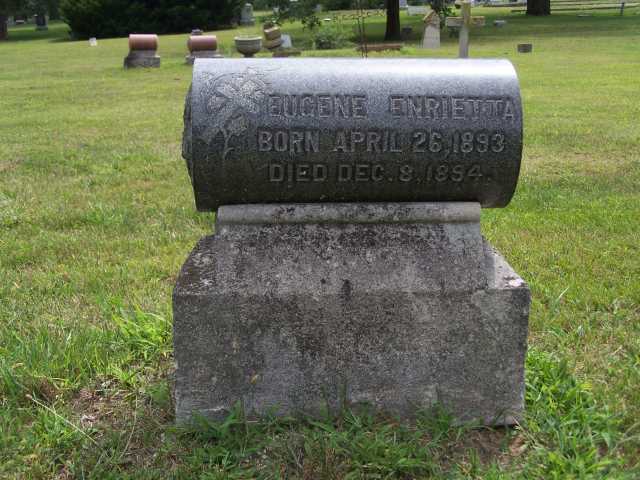 EUGENE ENRIETTA
BORN APRIL 26,1893
DIED DEC. 8,1894.